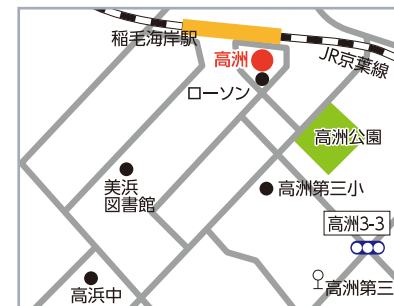 稲毛海岸駅
高洲
JR京葉線
ローソン
高洲公園
美浜
図書館
高洲第三小
高洲3-3
高浜中
高洲第三